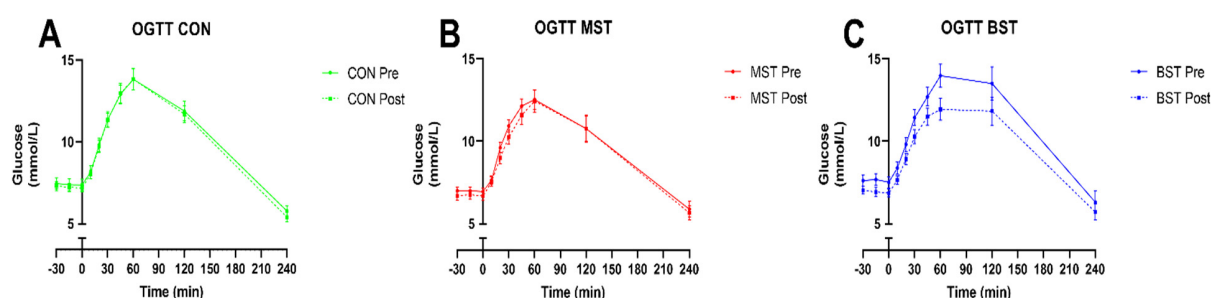 A
OGTT CON
15
10
5
Glucose
(mmol/L)
-30 0 30 60 90 120 150 180 210 240
Time (min)
CON Pre
CON Post
B
OGTT MST
15
10
5
Glucose
(mmol/L)
-30 0 30 60 90 120 150 180 210 240
Time (min)
MST Pre
MST Post
C
OGTT BST
15
10
5
Glucose
(mmol/L)
-30 0 30 60 90 120 150 180 210 240
Time (min)
BST Pre
BST Post